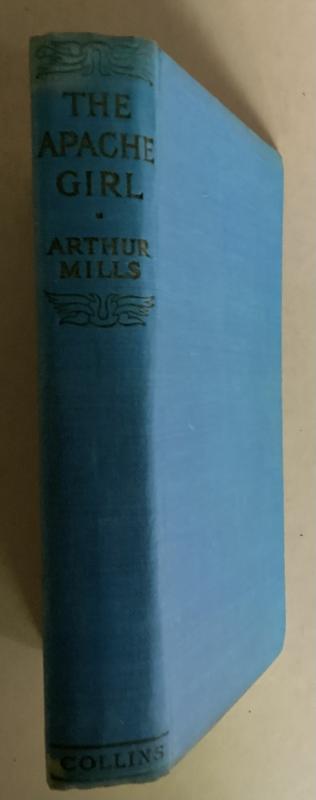 THE
APACHE
GIRL
ARTHUR
MILLS
COLLINS